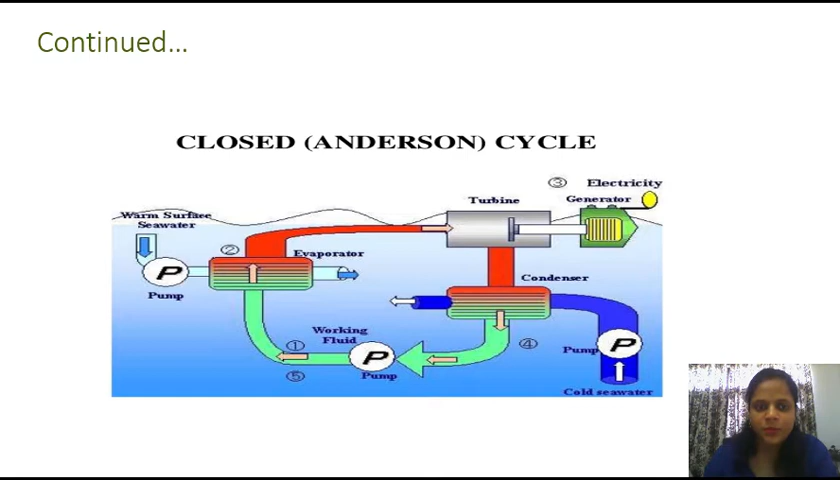 Continued...
CLOSED (ANDERSON) CYCLE
③ Electricity
Turbine
Generator
Warm Surface
Seawater
②
Evaporator
P
Pump
Condenser
Working
Fluid
①
P
④
Pump
P
⑤
Pump
Cold seawater